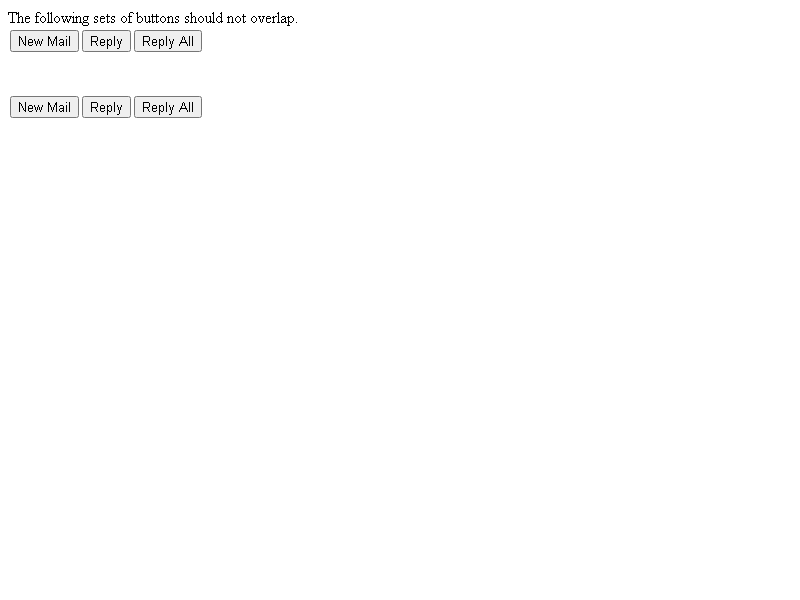 The following sets of buttons should not overlap.
New Mail Reply Reply All
New Mail Reply Reply All